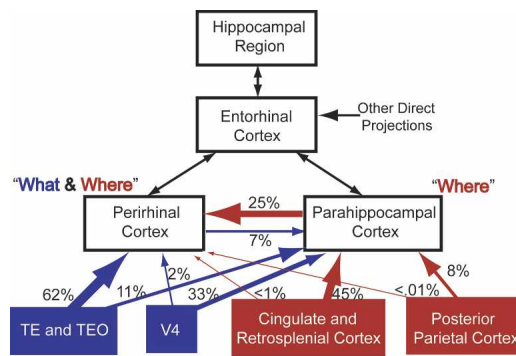 Hippocampal
Region
Entorhinal
Cortex
Other Direct
Projections
"What & Where"
"Where"
25%
Perirhinal
Cortex
Parahippocampal
Cortex
7%
62%
11%
2%
33%
<1%
45%
<.01%
8%
TE and TEO
V4
Cingulate and
Retrosplenial Cortex
Posterior
Parietal Cortex